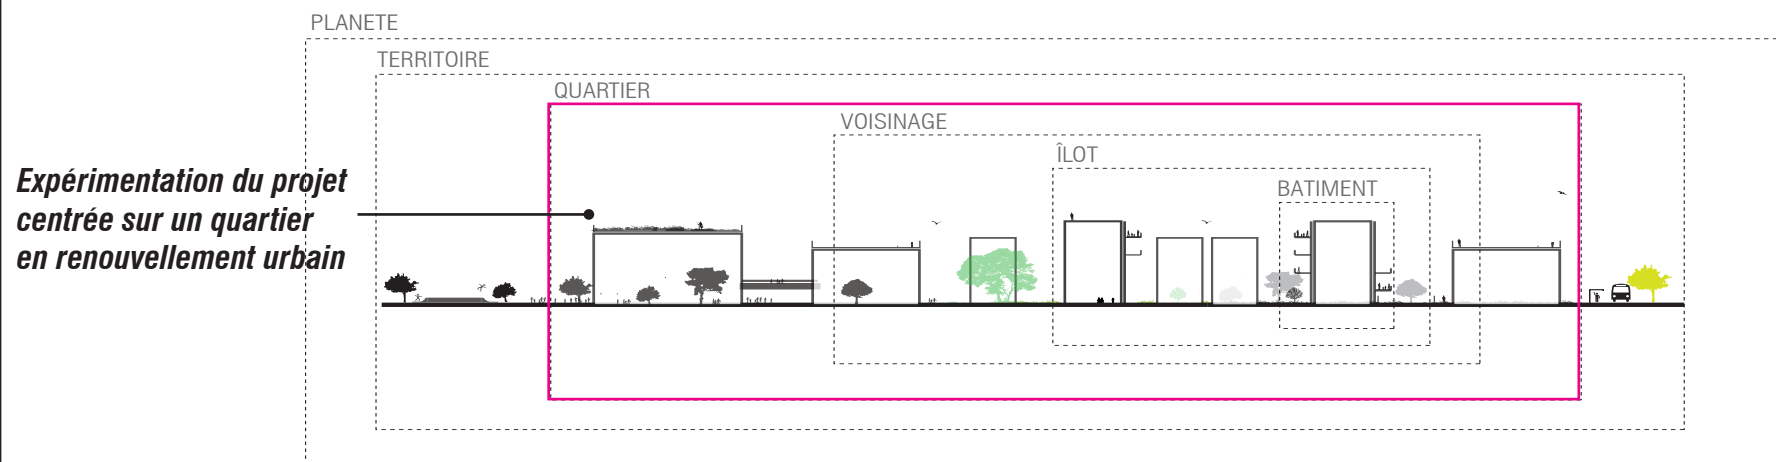 PLANETE
TERRITOIRE
QUARTIER
VOISINAGE
ÎLOT
BATIMENT
Expérimentation du projet
centrée sur un quartier
en renouvellement urbain